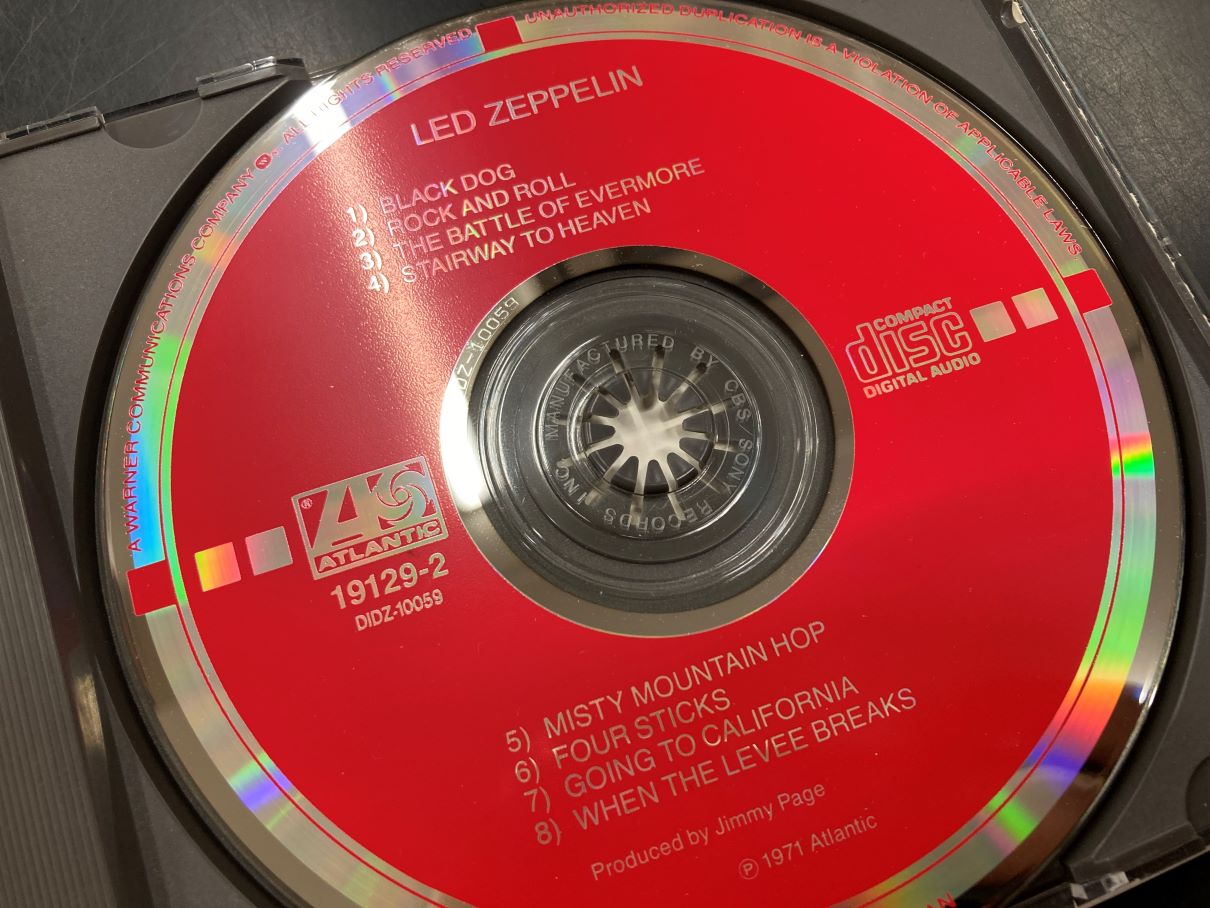 A WARNER COMMUNICATIONS COMPANY Ⓦ. ALL RIGHTS RESERVED
UNAUTHORIZED DUPLICATION IS A VIOLATION OF APPLICABLE LAWS.
LED ZEPPELIN
1) BLACK DOG
2) ROCK AND ROLL
3) THE BATTLE OF EVERMORE
4) STAIRWAY TO HEAVEN
DIDZ-10059
MANUFACTURED BY CBS/SONY RECORDS INC.
COMPACT
disc
DIGITAL AUDIO
®
ATLANTIC
19129-2
DIDZ-10059
5) MISTY MOUNTAIN HOP
6) FOUR STICKS
7) GOING TO CALIFORNIA
8) WHEN THE LEVEE BREAKS
Produced by Jimmy Page
Ⓟ 1971 Atlantic